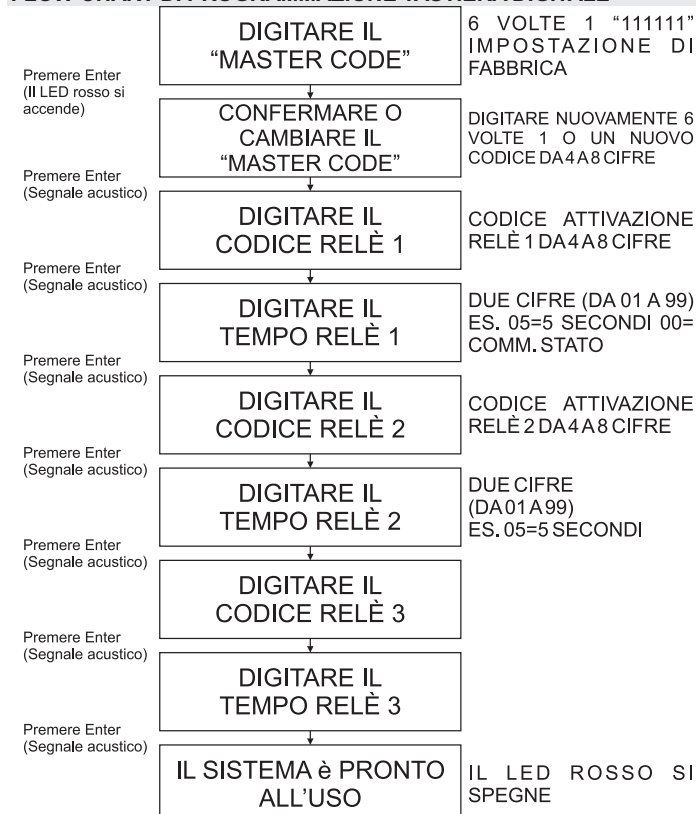 DIGITARE IL
“MASTER CODE”
6 VOLTE 1 “111111”
IMPOSTAZIONE DI
FABBRICA
Premere Enter
(Il LED rosso si
accende)
CONFERMARE O
CAMBIARE IL
“MASTER CODE”
DIGITARE NUOVAMENTE 6
VOLTE 1 O UN NUOVO
CODICE DA 4 A 8 CIFRE
Premere Enter
(Segnale acustico)
DIGITARE IL
CODICE RELÈ 1
CODICE ATTIVAZIONE
RELÈ 1 DA 4 A 8 CIFRE
Premere Enter
(Segnale acustico)
DIGITARE IL
TEMPO RELÈ 1
DUE CIFRE (DA 01 A 99)
ES. 05=5 SECONDI 00=
COMM. STATO
Premere Enter
(Segnale acustico)
DIGITARE IL
CODICE RELÈ 2
CODICE ATTIVAZIONE
RELÈ 2 DA 4 A 8 CIFRE
Premere Enter
(Segnale acustico)
DIGITARE IL
TEMPO RELÈ 2
DUE CIFRE
(DA 01 A 99)
ES. 05=5 SECONDI
Premere Enter
(Segnale acustico)
DIGITARE IL
CODICE RELÈ 3
Premere Enter
(Segnale acustico)
DIGITARE IL
TEMPO RELÈ 3
Premere Enter
(Segnale acustico)
IL SISTEMA è PRONTO
ALL'USO
IL LED ROSSO SI
SPEGNE